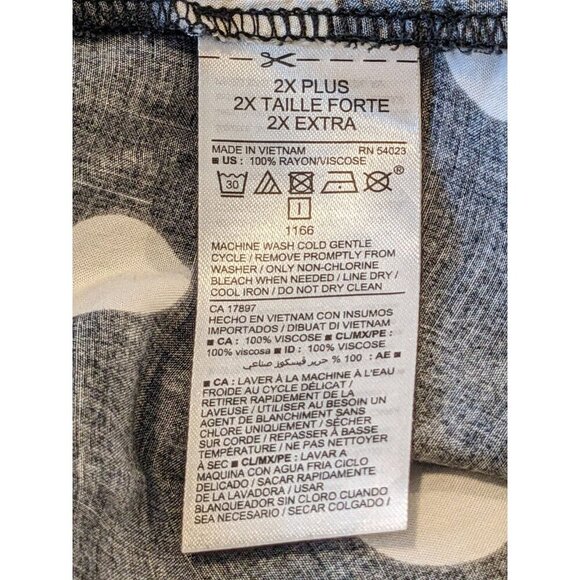 2X PLUS
2X TAILLE FORTE
2X EXTRA
MADE IN VIETNAM RN 54023
■ US : 100% RAYON/VISCOSE
30
®
I
1166
MACHINE WASH COLD GENTLE
CYCLE / REMOVE PROMPTLY FROM
WASHER / ONLY NON-CHLORINE
BLEACH WHEN NEEDED / LINE DRY /
COOL IRON / DO NOT DRY CLEAN
CA 17897
HECHO EN VIETNAM CON INSUMOS
IMPORTADOS / DIBUAT DI VIETNAM
■ CA : 100% VISCOSE ■ CL/MX/PE :
100% viscosa ■ ID : 100% viscose
■ AE : 100 % حرير فيسكوز صناعي
■ CA : LAVER À LA MACHINE À L'EAU
FROIDE AU CYCLE DÉLICAT /
RETIRER RAPIDEMENT DE LA
LAVEUSE / UTILISER AU BESOIN UN
AGENT DE BLANCHIMENT SANS
CHLORE UNIQUEMENT / SÉCHER
SUR CORDE / REPASSER À BASSE
TEMPÉRATURE / NE PAS NETTOYER
À SEC ■ CL/MX/PE: LAVAR A
MAQUINA CON AGUA FRIA CICLO
DELICADO / SACAR RAPIDAMENTE
DE LA LAVADORA / USAR
BLANQUEADOR SIN CLORO CUANDO
SEA NECESARIO / SECAR COLGADO /